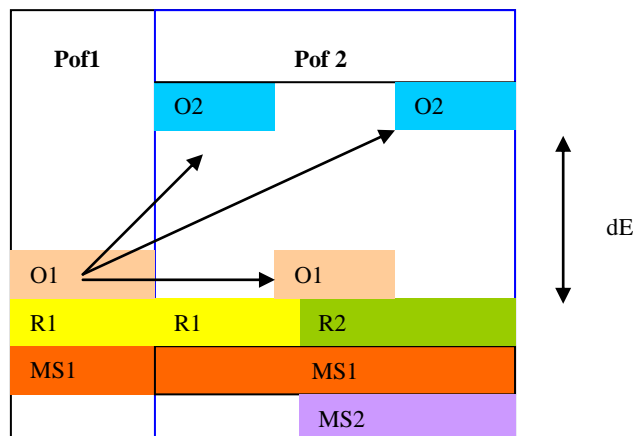 Pof1 Pof 2
O2 O2
dE
O1 O1
R1 R1 R2
MS1 MS1
MS2